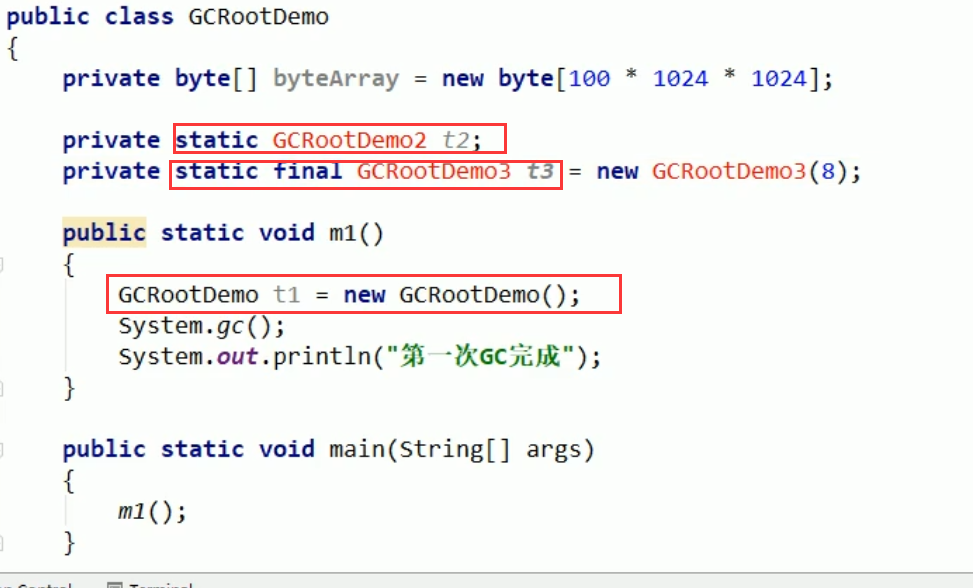 public class GCRootDemo
{
private byte[] byteArray = new byte[100 * 1024 * 1024];
private static GCRootDemo2 t2;
private static final GCRootDemo3 t3 = new GCRootDemo3(8);
public static void m1()
{
GCRootDemo t1 = new GCRootDemo();
System.gc();
System.out.println("第一次GC完成");
}
public static void main(String[] args)
{
m1();
}
Control
Terminal